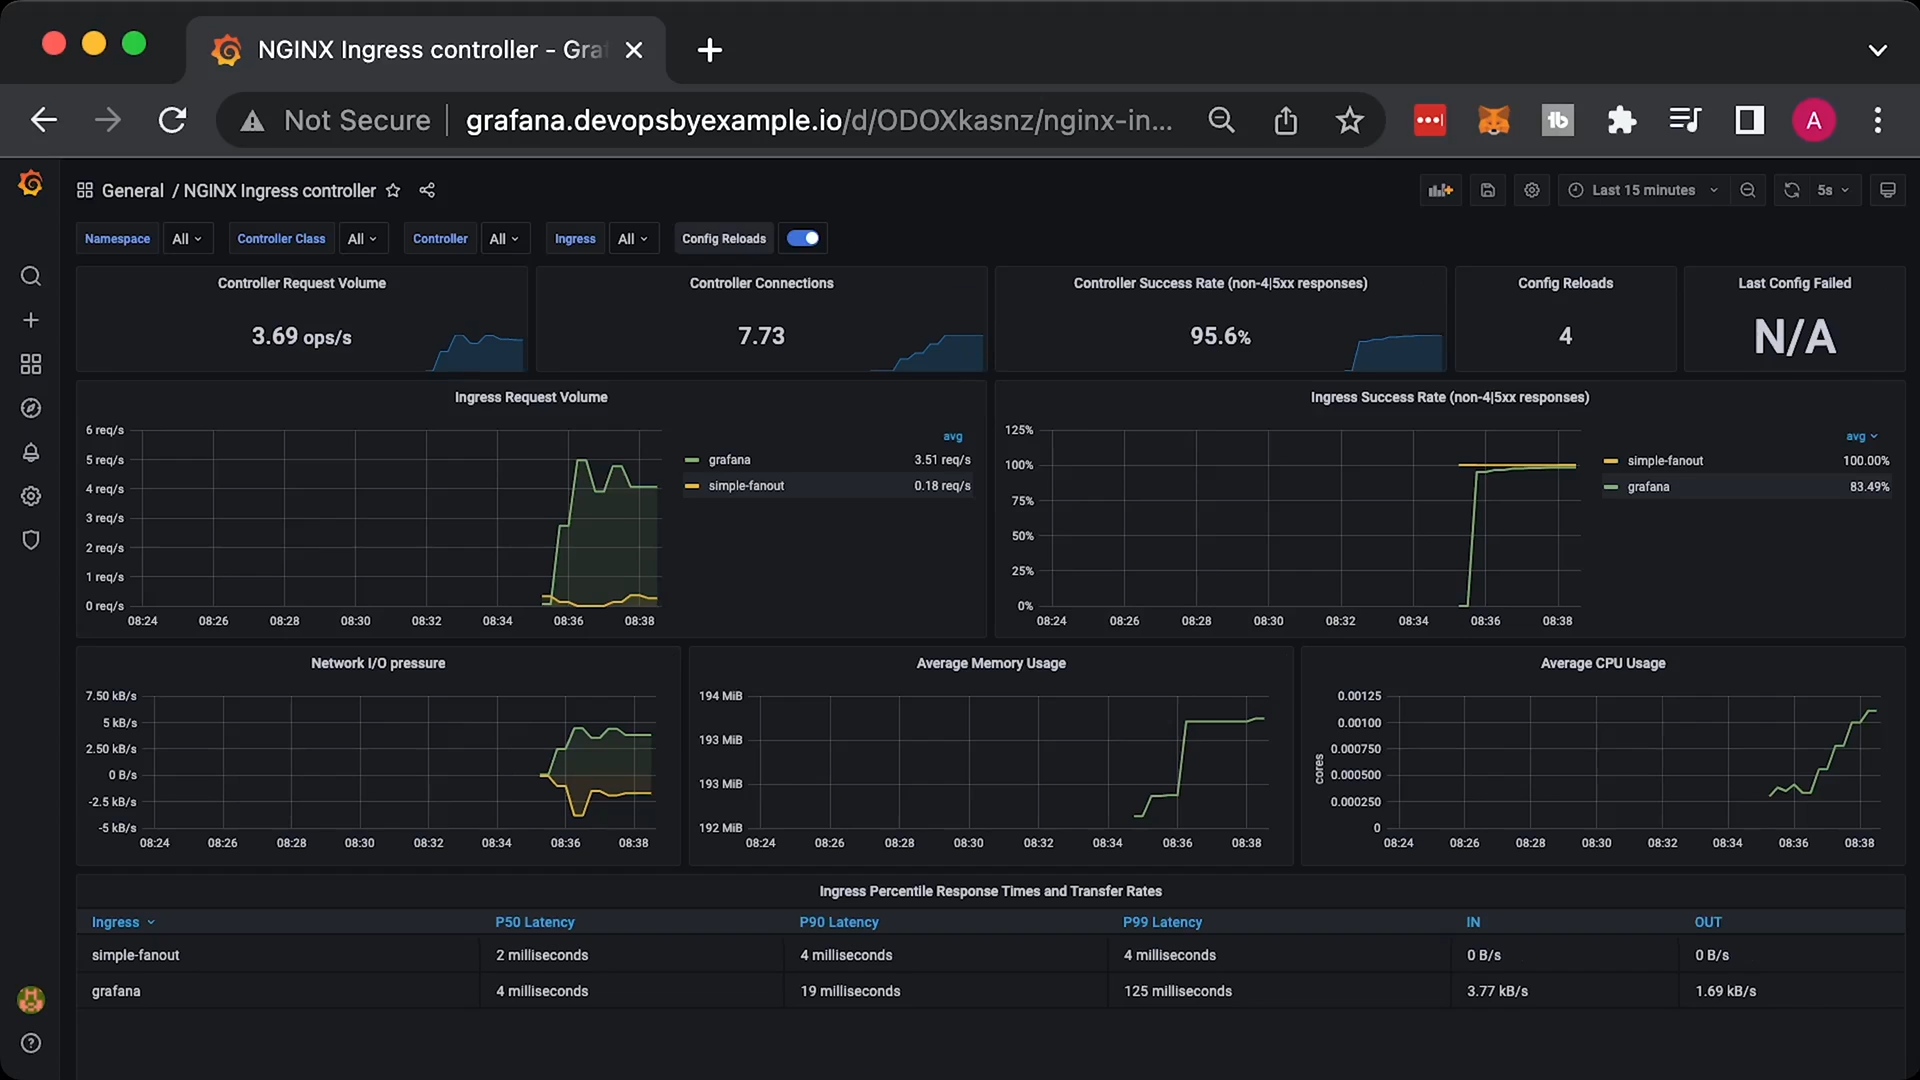 NGINX Ingress controller - Gra
Not Secure
grafana.devopsbyexample.io/d/ODOXkasnz/nginx-in...
tb
A
General / NGINX Ingress controller
Last 15 minutes
5s
Namespace All
Controller Class All
Controller All
Ingress All
Config Reloads
Controller Request Volume
3.69 ops/s
Controller Connections
7.73
Controller Success Rate (non-4|5xx responses)
95.6%
Config Reloads
4
Last Config Failed
N/A
Ingress Request Volume
6 req/s
5 req/s
4 req/s
3 req/s
2 req/s
1 req/s
0 req/s
08:24 08:26 08:28 08:30 08:32 08:34 08:36 08:38
avg
grafana 3.51 req/s
simple-fanout 0.18 req/s
Ingress Success Rate (non-4|5xx responses)
125%
100%
75%
50%
25%
0%
08:24 08:26 08:28 08:30 08:32 08:34 08:36 08:38
avg
simple-fanout 100.00%
grafana 83.49%
Network I/O pressure
7.50 kB/s
5 kB/s
2.50 kB/s
0 B/s
-2.5 kB/s
-5 kB/s
08:24 08:26 08:28 08:30 08:32 08:34 08:36 08:38
Average Memory Usage
194 MiB
193 MiB
193 MiB
192 MiB
08:24 08:26 08:28 08:30 08:32 08:34 08:36 08:38
Average CPU Usage
cores
0.00125
0.00100
0.000750
0.000500
0.000250
0
08:24 08:26 08:28 08:30 08:32 08:34 08:36 08:38
Ingress Percentile Response Times and Transfer Rates
Ingress P50 Latency P90 Latency P99 Latency IN OUT
simple-fanout 2 milliseconds 4 milliseconds 4 milliseconds 0 B/s 0 B/s
grafana 4 milliseconds 19 milliseconds 125 milliseconds 3.77 kB/s 1.69 kB/s